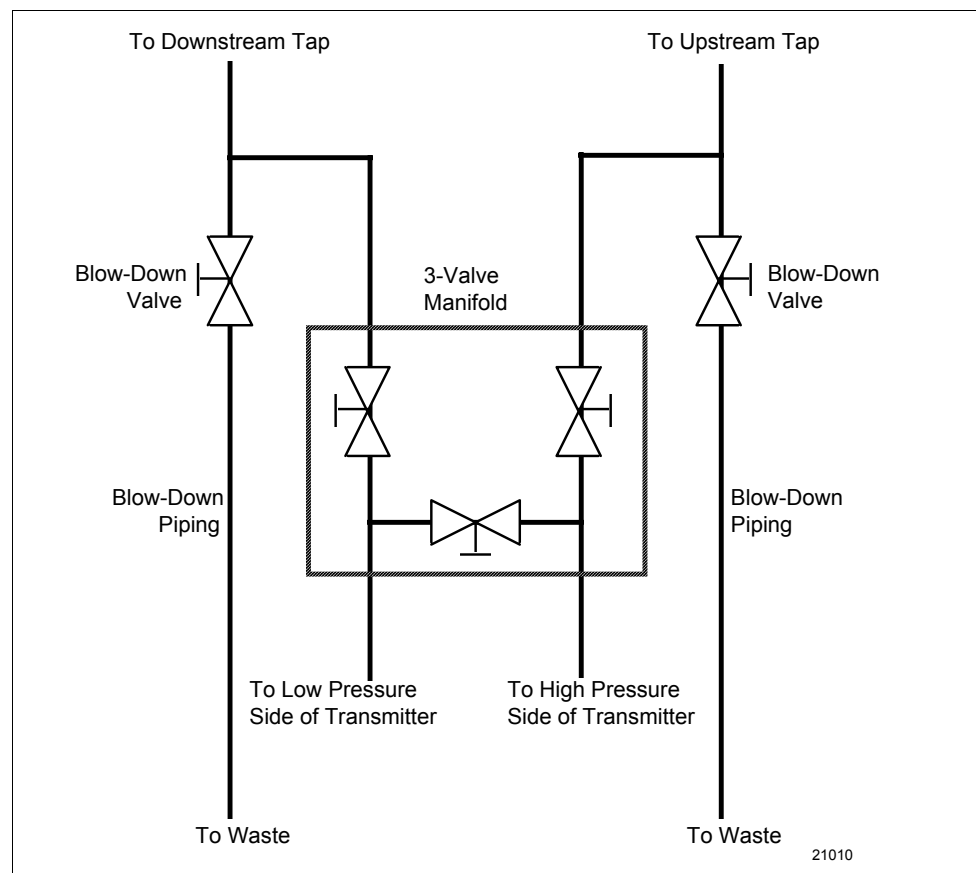 To Downstream Tap
To Upstream Tap
Blow-Down
Valve
3-Valve
Manifold
Blow-Down
Valve
Blow-Down
Piping
Blow-Down
Piping
To Low Pressure
Side of Transmitter
To High Pressure
Side of Transmitter
To Waste
To Waste
21010